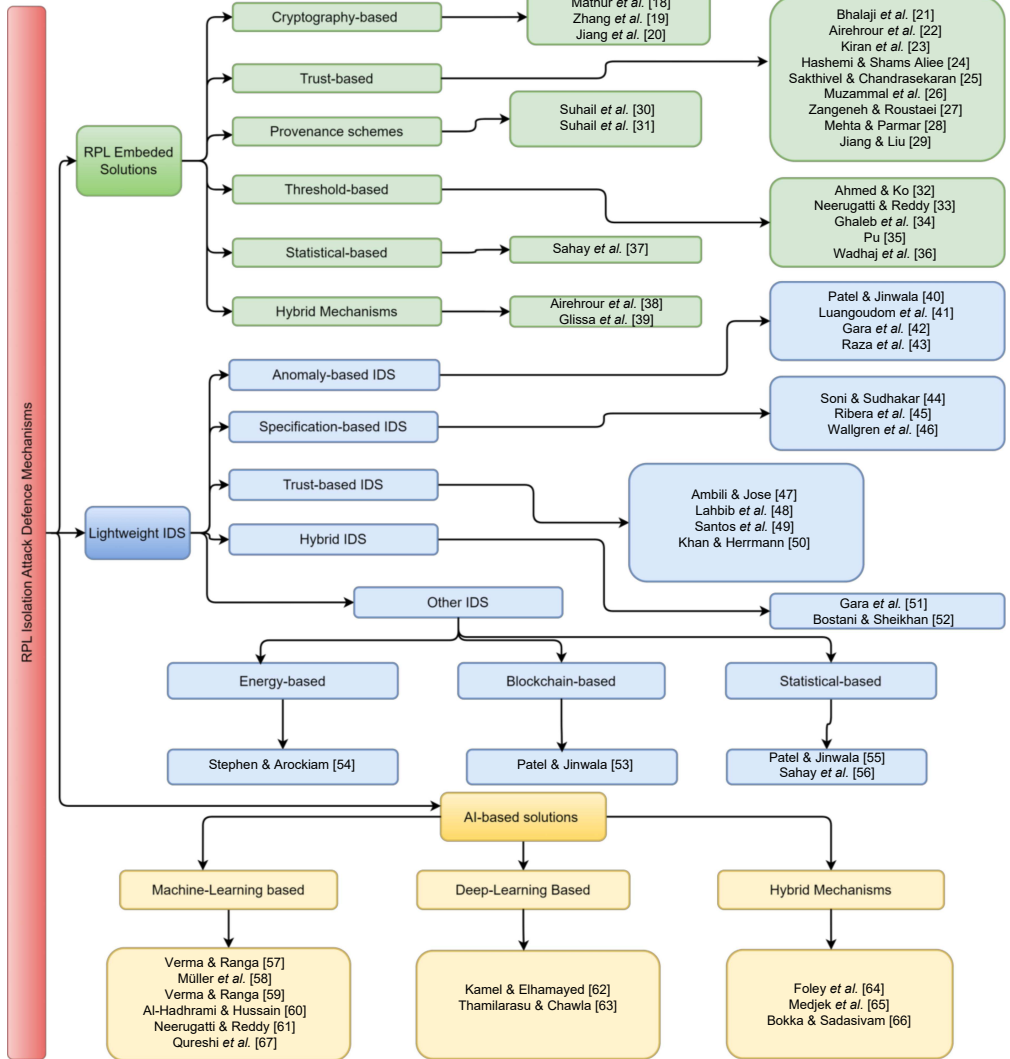 RPL Isolation Attack Defence Mechanisms
RPL Embeded
Solutions
Cryptography-based
Mathur et al. [18]
Zhang et al. [19]
Jiang et al. [20]
Trust-based
Bhalaji et al. [21]
Airehrour et al. [22]
Kiran et al. [23]
Hashemi & Shams Aliee [24]
Sakthivel & Chandrasekaran [25]
Muzammal et al. [26]
Zangeneh & Roustaei [27]
Mehta & Parmar [28]
Jiang & Liu [29]
Provenance schemes
Suhail et al. [30]
Suhail et al. [31]
Threshold-based
Ahmed & Ko [32]
Neerugatti & Reddy [33]
Ghaleb et al. [34]
Pu [35]
Wadhaj et al. [36]
Statistical-based
Sahay et al. [37]
Hybrid Mechanisms
Airehrour et al. [38]
Glissa et al. [39]
Lightweight IDS
Anomaly-based IDS
Patel & Jinwala [40]
Luangoudom et al. [41]
Gara et al. [42]
Raza et al. [43]
Specification-based IDS
Soni & Sudhakar [44]
Ribera et al. [45]
Wallgren et al. [46]
Trust-based IDS
Ambili & Jose [47]
Lahbib et al. [48]
Santos et al. [49]
Khan & Herrmann [50]
Hybrid IDS
Gara et al. [51]
Bostani & Sheikhan [52]
Other IDS
Energy-based
Blockchain-based
Statistical-based
Stephen & Arockiam [54]
Patel & Jinwala [53]
Patel & Jinwala [55]
Sahay et al. [56]
AI-based solutions
Machine-Learning based
Deep-Learning Based
Hybrid Mechanisms
Verma & Ranga [57]
Müller et al. [58]
Verma & Ranga [59]
Al-Hadhrami & Hussain [60]
Neerugatti & Reddy [61]
Qureshi et al. [67]
Kamel & Elhamayed [62]
Thamilarasu & Chawla [63]
Foley et al. [64]
Medjek et al. [65]
Bokka & Sadasivam [66]